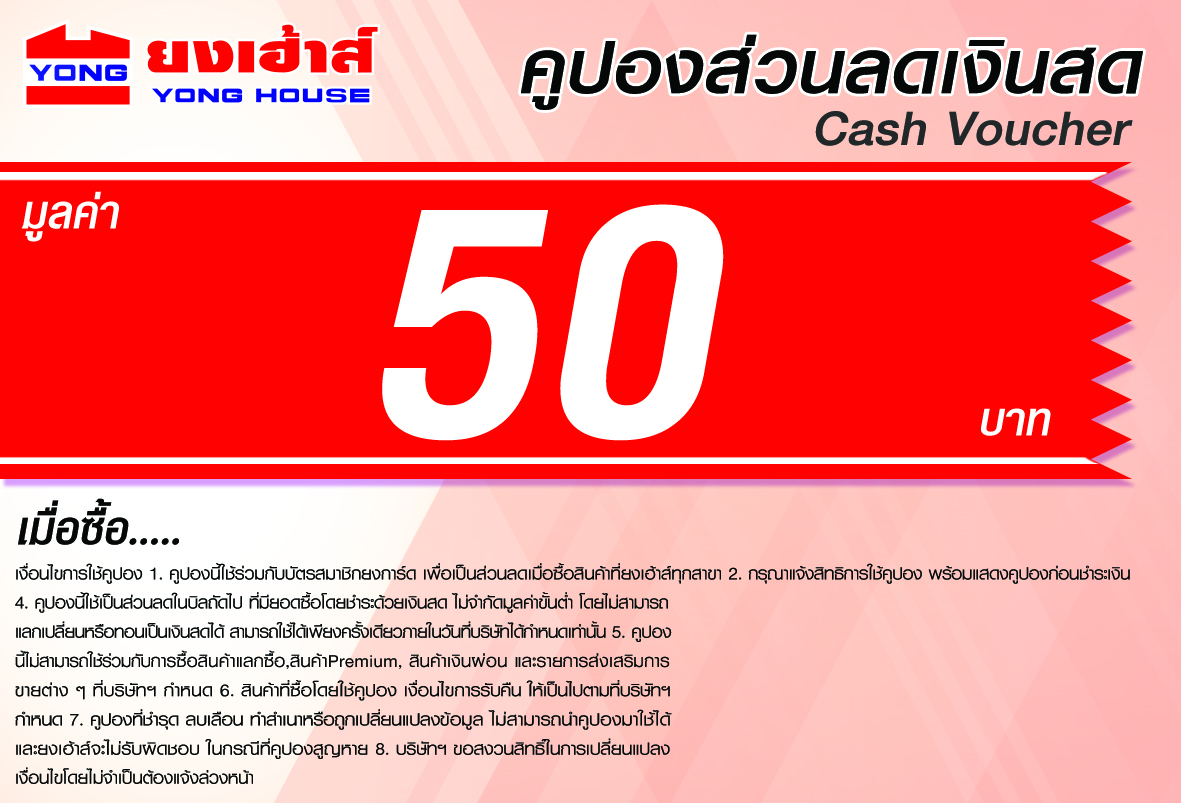 YONG
ยงเฮ้าส์
YONG HOUSE
คูปองส่วนลดเงินสด
Cash Voucher
มูลค่า
50
บาท
เมื่อซื้อ.....
เงื่อนไขการใช้คูปอง 1. คูปองนี้ใช้ร่วมกับบัตรสมาชิกยงการ์ด เพื่อเป็นส่วนลดเมื่อซื้อสินค้าที่ยงเฮ้าส์ทุกสาขา 2. กรุณาแจ้งสิทธิการใช้คูปอง พร้อมแสดงคูปองก่อนชำระเงิน
4. คูปองนี้ใช้เป็นส่วนลดในบิลถัดไป ที่มียอดซื้อโดยชำระด้วยเงินสด ไม่จำกัดมูลค่าขั้นต่ำ โดยไม่สามารถ
แลกเปลี่ยนหรือทอนเป็นเงินสดได้ สามารถใช้ได้เพียงครั้งเดียวภายในวันที่บริษัทได้กำหนดเท่านั้น 5. คูปอง
นี้ไม่สามารถใช้ร่วมกับการซื้อสินค้าแลกซื้อ,สินค้าPremium, สินค้าเงินผ่อน และรายการส่งเสริมการ
ขายต่าง ๆ ที่บริษัทฯ กำหนด 6. สินค้าที่ซื้อโดยใช้คูปอง เงื่อนไขการรับคืน ให้เป็นไปตามที่บริษัทฯ
กำหนด 7. คูปองที่ชำรุด ลบเลือน ทำสำเนาหรือถูกเปลี่ยนแปลงข้อมูล ไม่สามารถนำคูปองมาใช้ได้
และยงเฮ้าส์จะไม่รับผิดชอบ ในกรณีที่คูปองสูญหาย 8. บริษัทฯ ขอสงวนสิทธิ์ในการเปลี่ยนแปลง
เงื่อนไขโดยไม่จำเป็นต้องแจ้งล่วงหน้า